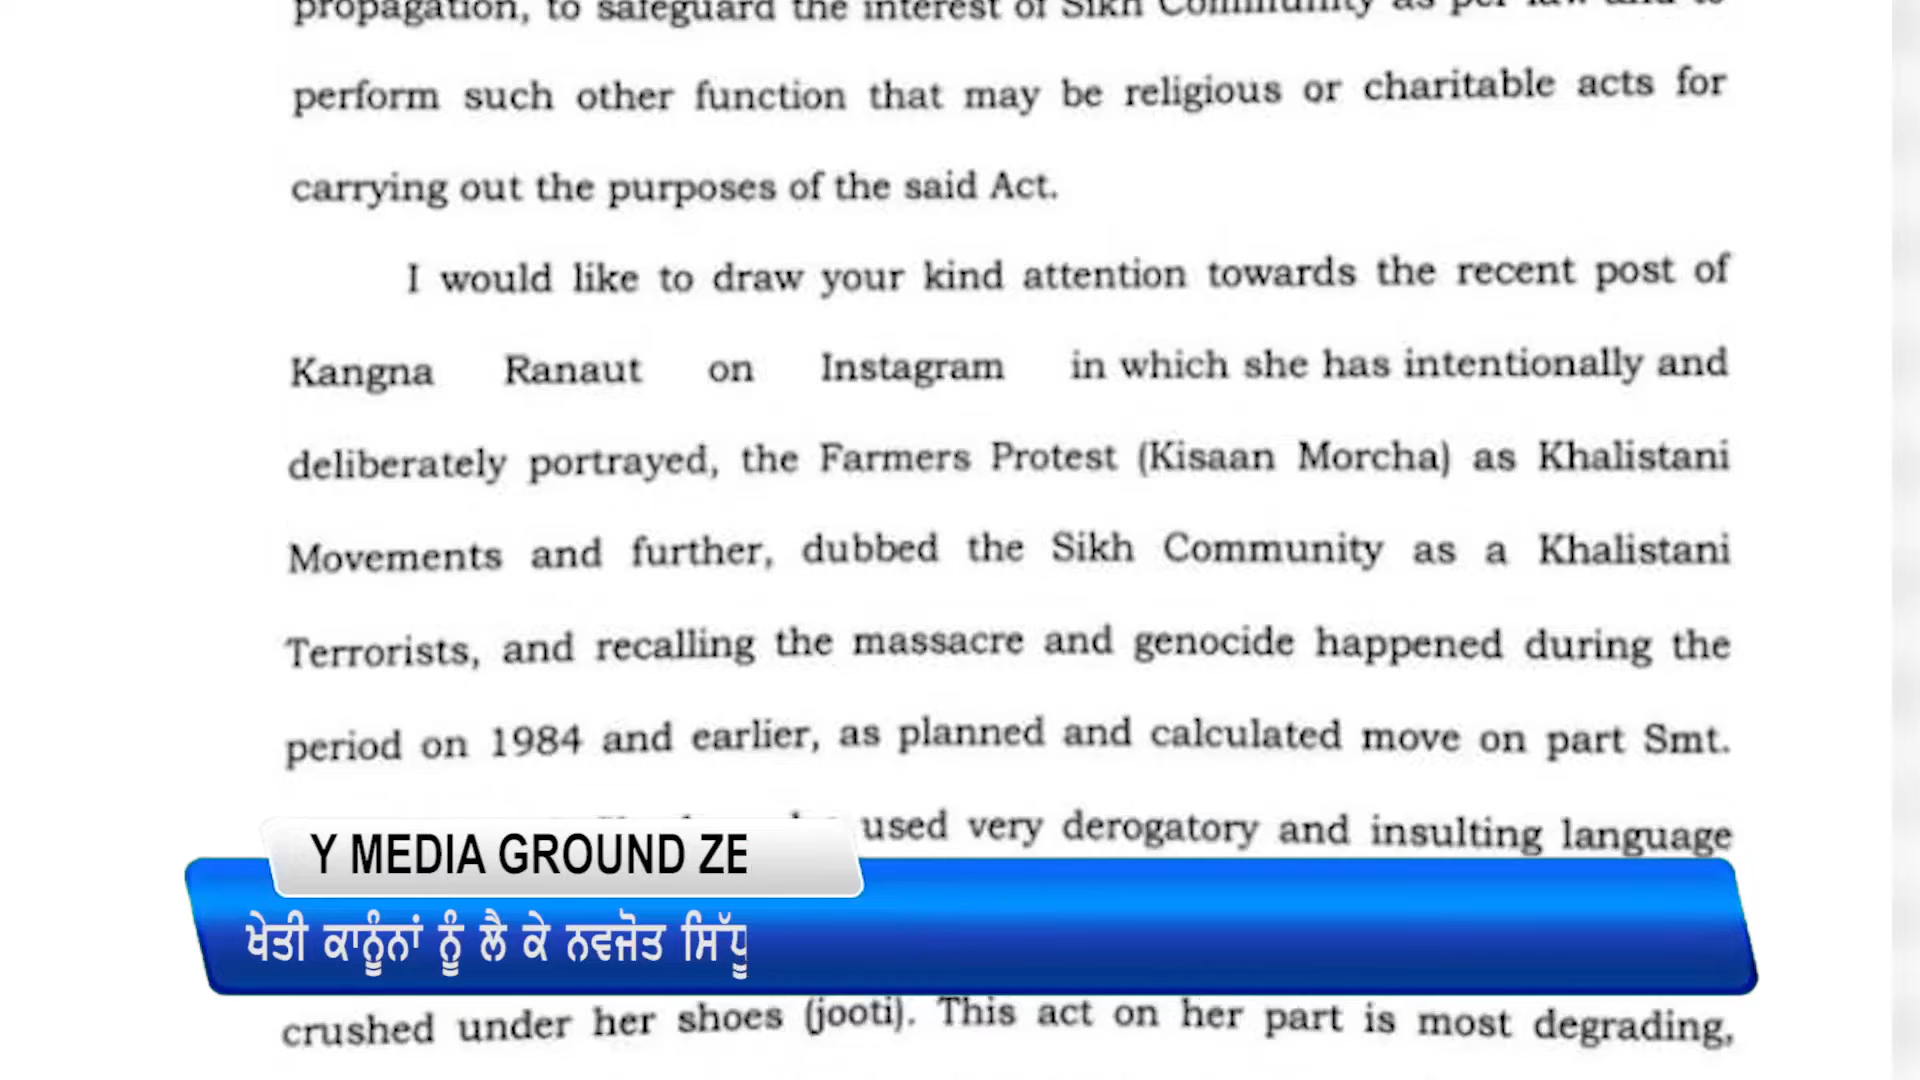 propagation, to safeguard the interest of Sikh Community as per law and to
perform such other function that may be religious or charitable acts for
carrying out the purposes of the said Act.
I would like to draw your kind attention towards the recent post of
Kangna Ranaut on Instagram in which she has intentionally and
deliberately portrayed, the Farmers Protest (Kisaan Morcha) as Khalistani
Movements and further, dubbed the Sikh Community as a Khalistani
Terrorists, and recalling the massacre and genocide happened during the
period on 1984 and earlier, as planned and calculated move on part Smt.
used very derogatory and insulting language
Y MEDIA GROUND ZE
ਖੇਤੀ ਕਾਨੂੰਨਾਂ ਨੂੰ ਲੈ ਕੇ ਨਵਜੋਤ ਸਿੱਧੂ
crushed under her shoes (jooti). This act on her part is most degrading,